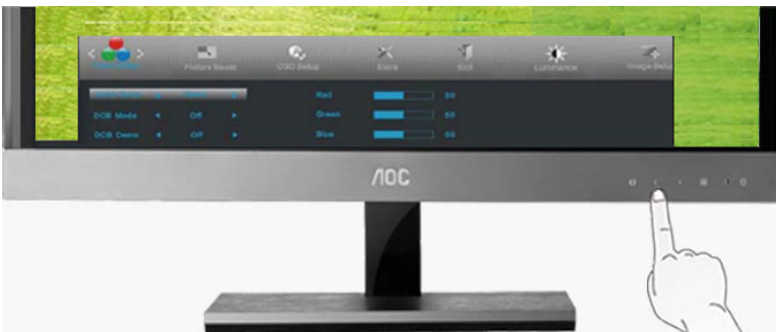 Picture Boost
OSD Setup
Extra
Exit
Luminance
Image Setup
Red 50
DCB Mode Off Green 50
DCB Demo Off Blue 50
AOC